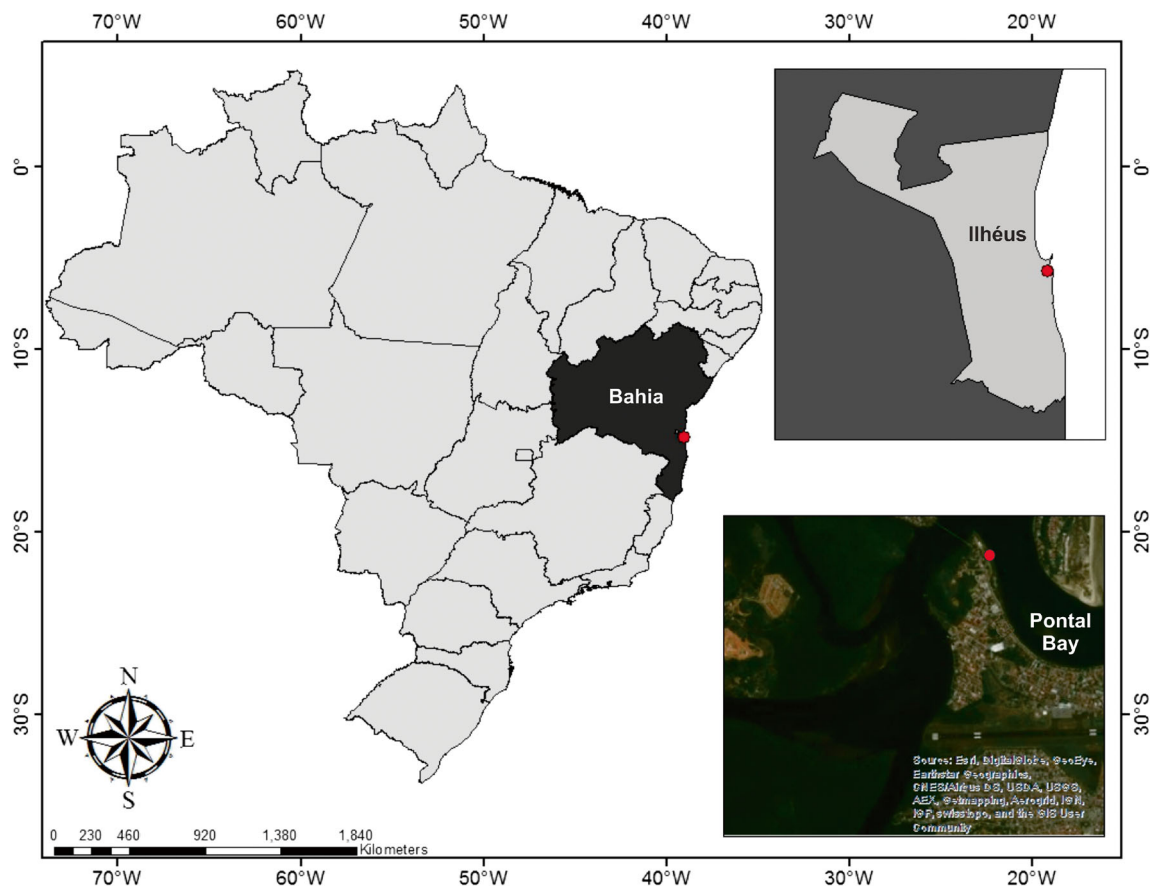 70°W 60°W 50°W 40°W 30°W 20°W
0°
10°S
20°S
30°S
0°
10°S
20°S
30°S
Ilhéus
Bahia
Pontal
Bay
N
W E
S
Source: Esri, DigitalGlobe, GeoEye,
Earthstar Geographics,
CNES/Airbus DS, USDA, USGS,
AEX, Getmapping, Aerogrid, IGN,
IGP, swisstopo, and the GIS User
Community
0 230 460 920 1,380 1,840
Kilometers
70°W 60°W 50°W 40°W 30°W 20°W